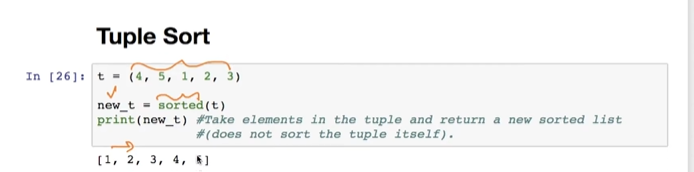 Tuple Sort
In [26]: t = (4, 5, 1, 2, 3)
new_t = sorted(t)
print(new_t) #Take elements in the tuple and return a new sorted list
#(does not sort the tuple itself).
[1, 2, 3, 4, 5]